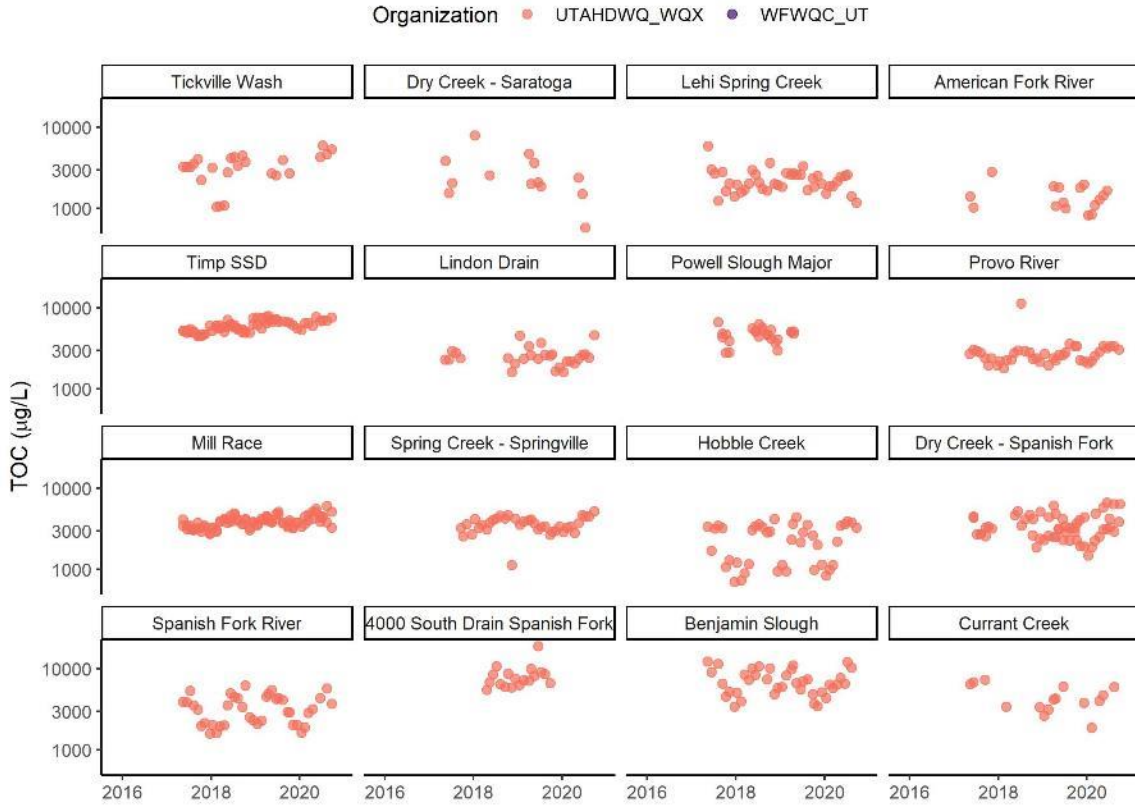 Organization UTAHDWQ_WQX WFWQC_UT
Tickville Wash Dry Creek - Saratoga Lehi Spring Creek American Fork River
10000
3000
1000
Timp SSD Lindon Drain Powell Slough Major Provo River
10000
3000
1000
TOC (µg/L)
Mill Race Spring Creek - Springville Hobble Creek Dry Creek - Spanish Fork
10000
3000
1000
Spanish Fork River 4000 South Drain Spanish Fork Benjamin Slough Currant Creek
10000
3000
1000
2016 2018 2020 2016 2018 2020 2016 2018 2020 2016 2018 2020